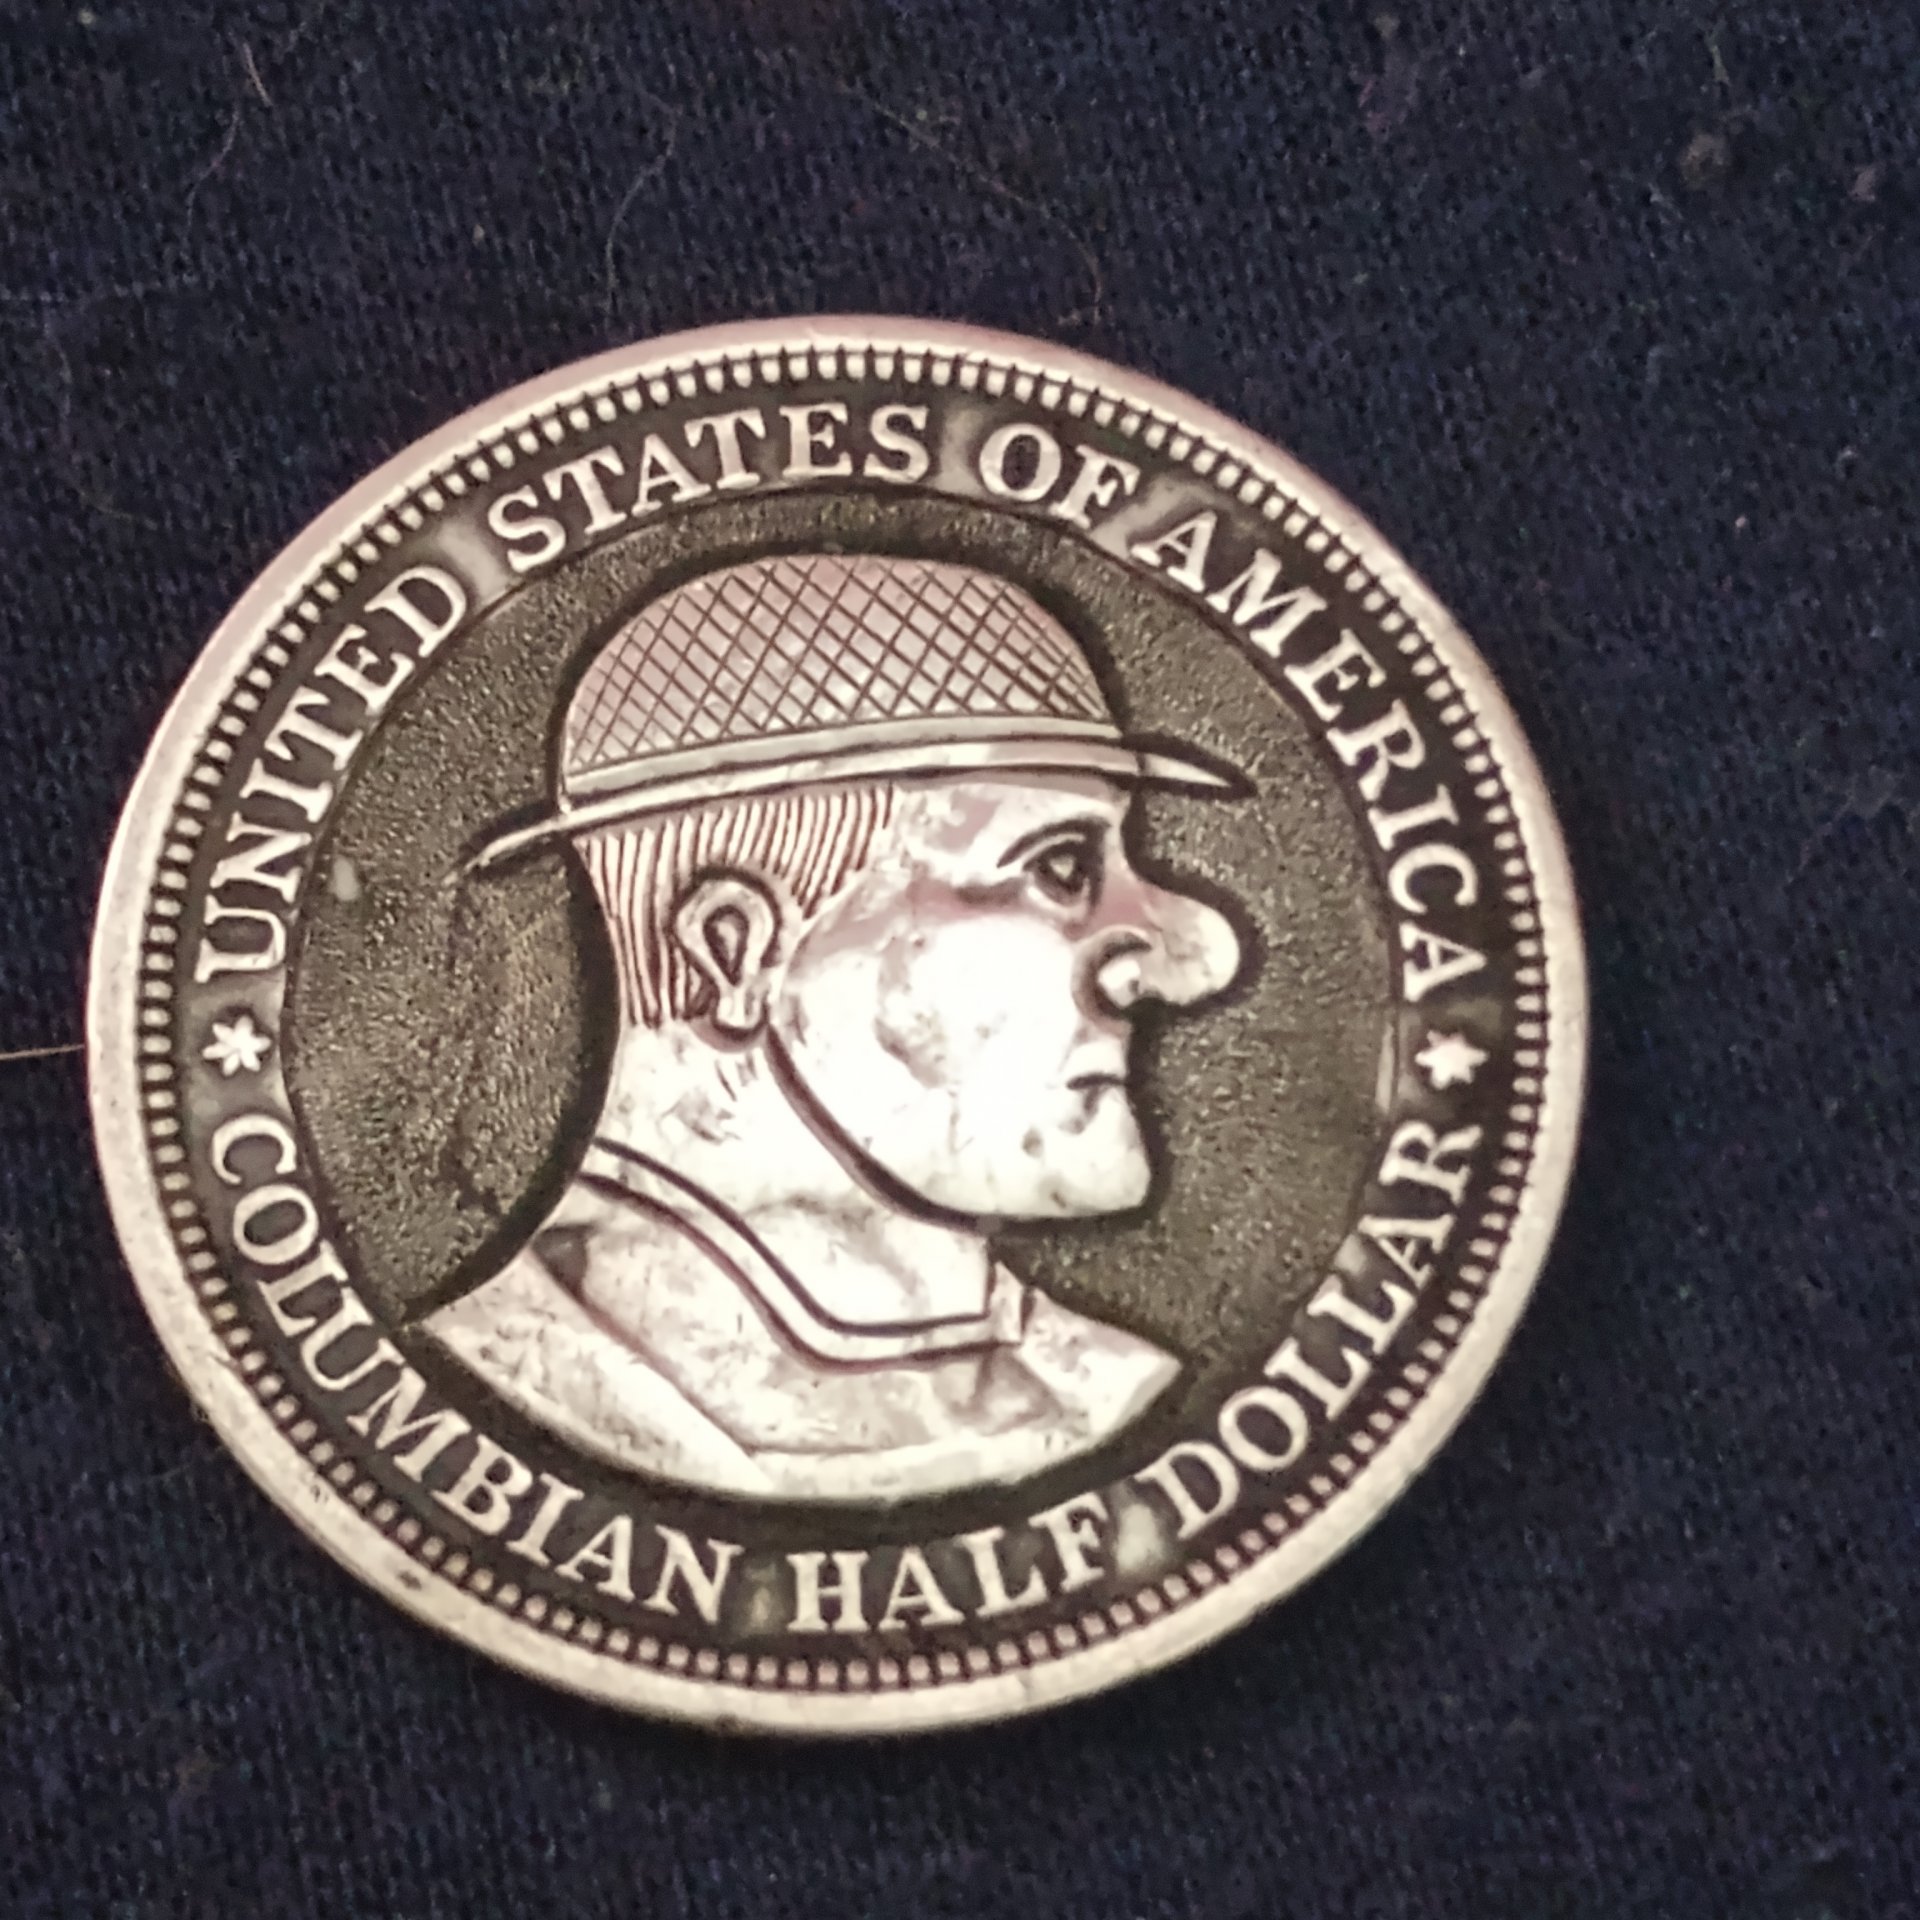 UNITED STATES OF AMERICA
COLUMBIAN HALF DOLLAR